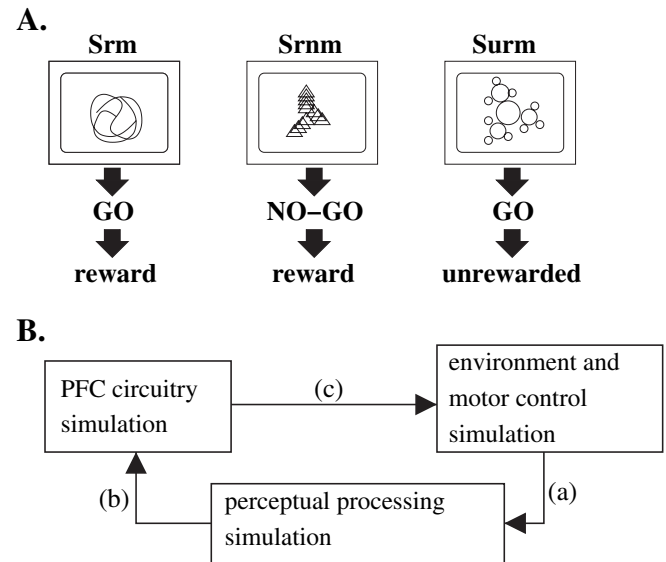 A.
Srm Srnm Surm
GO NO−GO GO
reward reward unrewarded
B.
PFC circuitry
simulation
(c)
environment and
motor control
simulation
(b)
perceptual processing
simulation
(a)